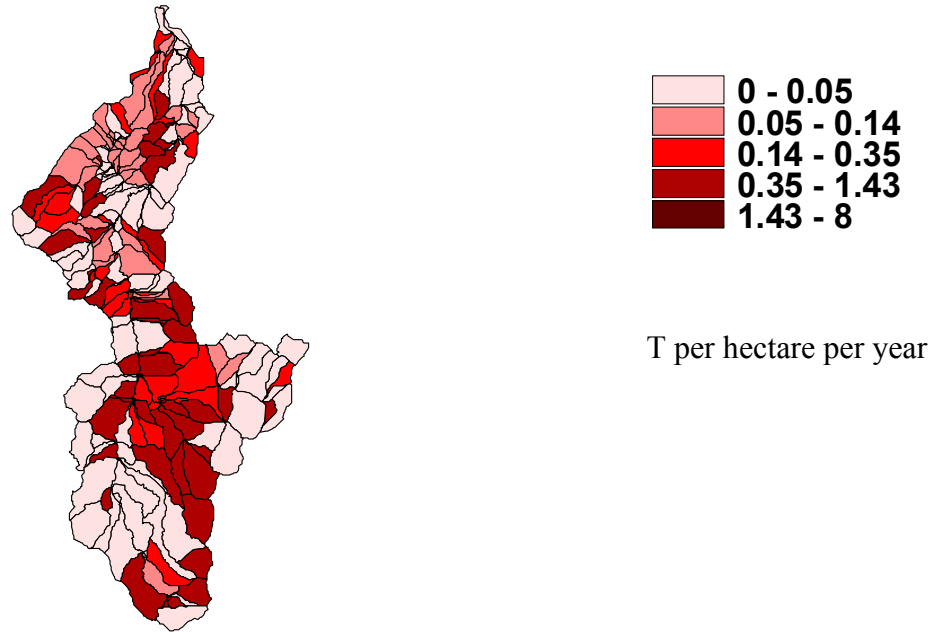 0 - 0.05
0.05 - 0.14
0.14 - 0.35
0.35 - 1.43
1.43 - 8
T per hectare per year